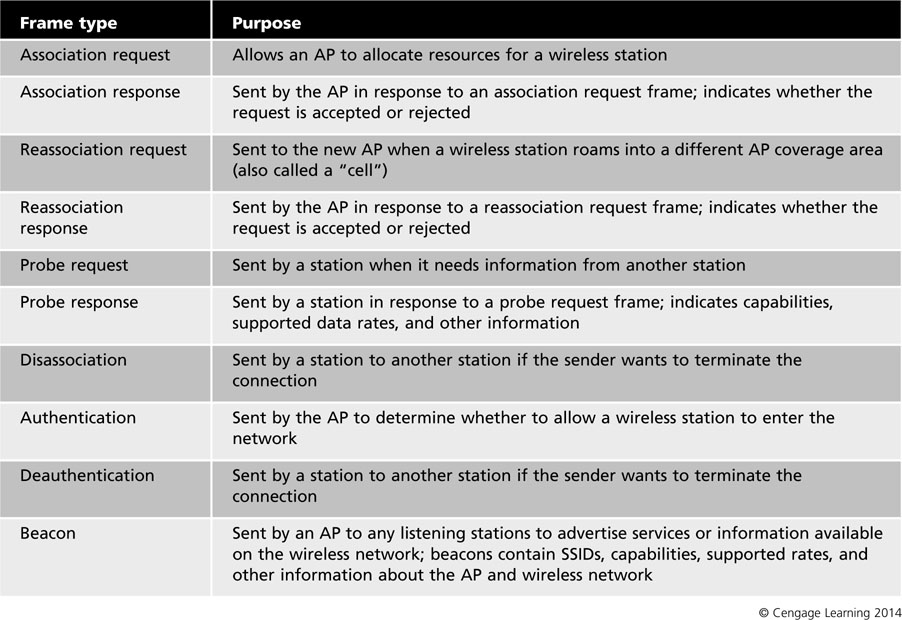 Frame type Purpose
Association request Allows an AP to allocate resources for a wireless station
Association response Sent by the AP in response to an association request frame; indicates whether the
request is accepted or rejected
Reassociation request Sent to the new AP when a wireless station roams into a different AP coverage area
(also called a “cell”)
Reassociation Sent by the AP in response to a reassociation request frame; indicates whether the
response request is accepted or rejected
Probe request Sent by a station when it needs information from another station
Probe response Sent by a station in response to a probe request frame; indicates capabilities,
supported data rates, and other information
Disassociation Sent by a station to another station if the sender wants to terminate the
connection
Authentication Sent by the AP to determine whether to allow a wireless station to enter the
network
Deauthentication Sent by a station to another station if the sender wants to terminate the
connection
Beacon Sent by an AP to any listening stations to advertise services or information available
on the wireless network; beacons contain SSIDs, capabilities, supported rates, and
other information about the AP and wireless network
© Cengage Learning 2014